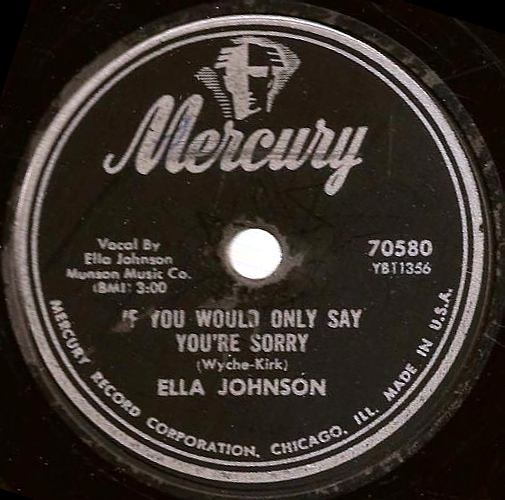 Mercury
Vocal By
Ella Johnson
Munson Music Co.
(BMI) 3:00
70580
YB11356
IF YOU WOULD ONLY SAY
YOU'RE SORRY
(Wyche-Kirk)
ELLA JOHNSON
MERCURY RECORD CORPORATION, CHICAGO, ILL. MADE IN U.S.A.